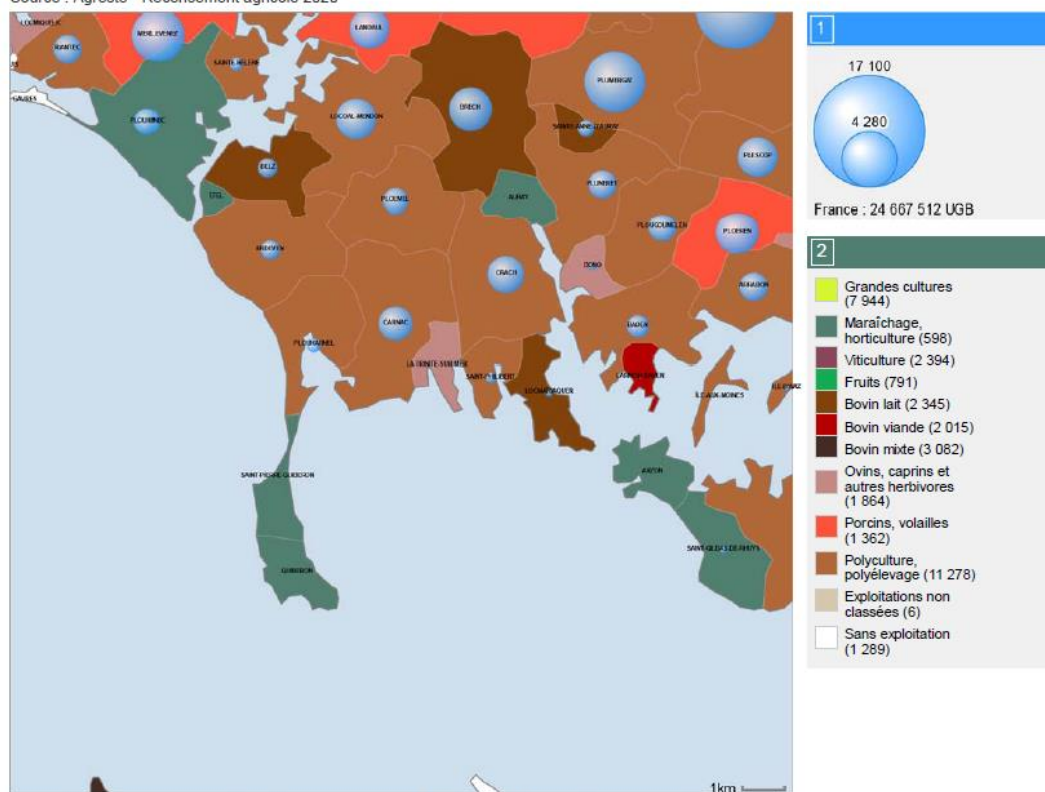 Source : Agreste - Recensement agricole 2020
LANDAUL
MERLEVENEZ
NANTEC
SAINTE-HELENE
PLUMERGAT
BRECH
PLOUHINEC
LOCOAL-MENDON
PLESCOP
BELZ
PLUNERET
ETEL
PLOEMEL
AURAY
PLOUGOUMELEN
PLOEREN
ERDEVEN
BONO
CRACH
ARRADON
CARNAC
BADEN
PLOUHARNEL
LA TRINITE-SUR-MER
SAINT-PHILIBERT
LARMOR-BADEN
LOCMARIAQUER
ILE-AUX-MOINES
SAINT-PIERRE-QUIBERON
ARZON
SAINT-GILDAS-DE-RHUYS
QUIBERON
1km
1
17 100
4 280
France : 24 667 512 UGB
2
Grandes cultures
(7 944)
Maraîchage,
horticulture (598)
Viticulture (2 394)
Fruits (791)
Bovin lait (2 345)
Bovin viande (2 015)
Bovin mixte (3 082)
Ovins, caprins et
autres herbivores
(1 864)
Porcins, volailles
(1 362)
Polyculture,
polyélevage (11 278)
Exploitations non
classées (6)
Sans exploitation
(1 289)